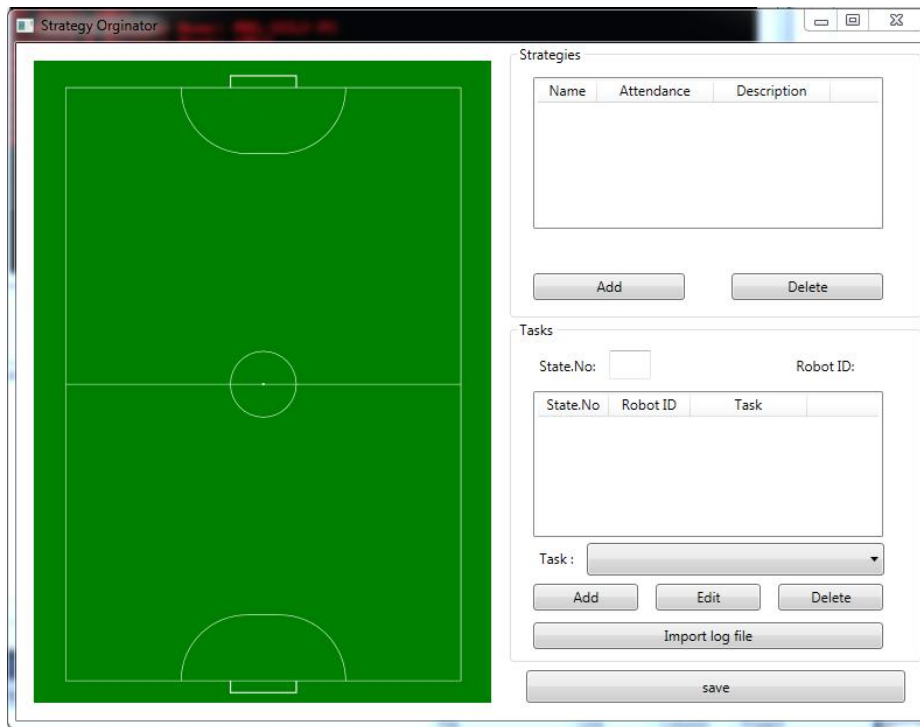 Strategy Orginator
Strategies
Name Attendance Description
Add Delete
Tasks
State.No: Robot ID:
State.No Robot ID Task
Task :
Add Edit Delete
Import log file
save